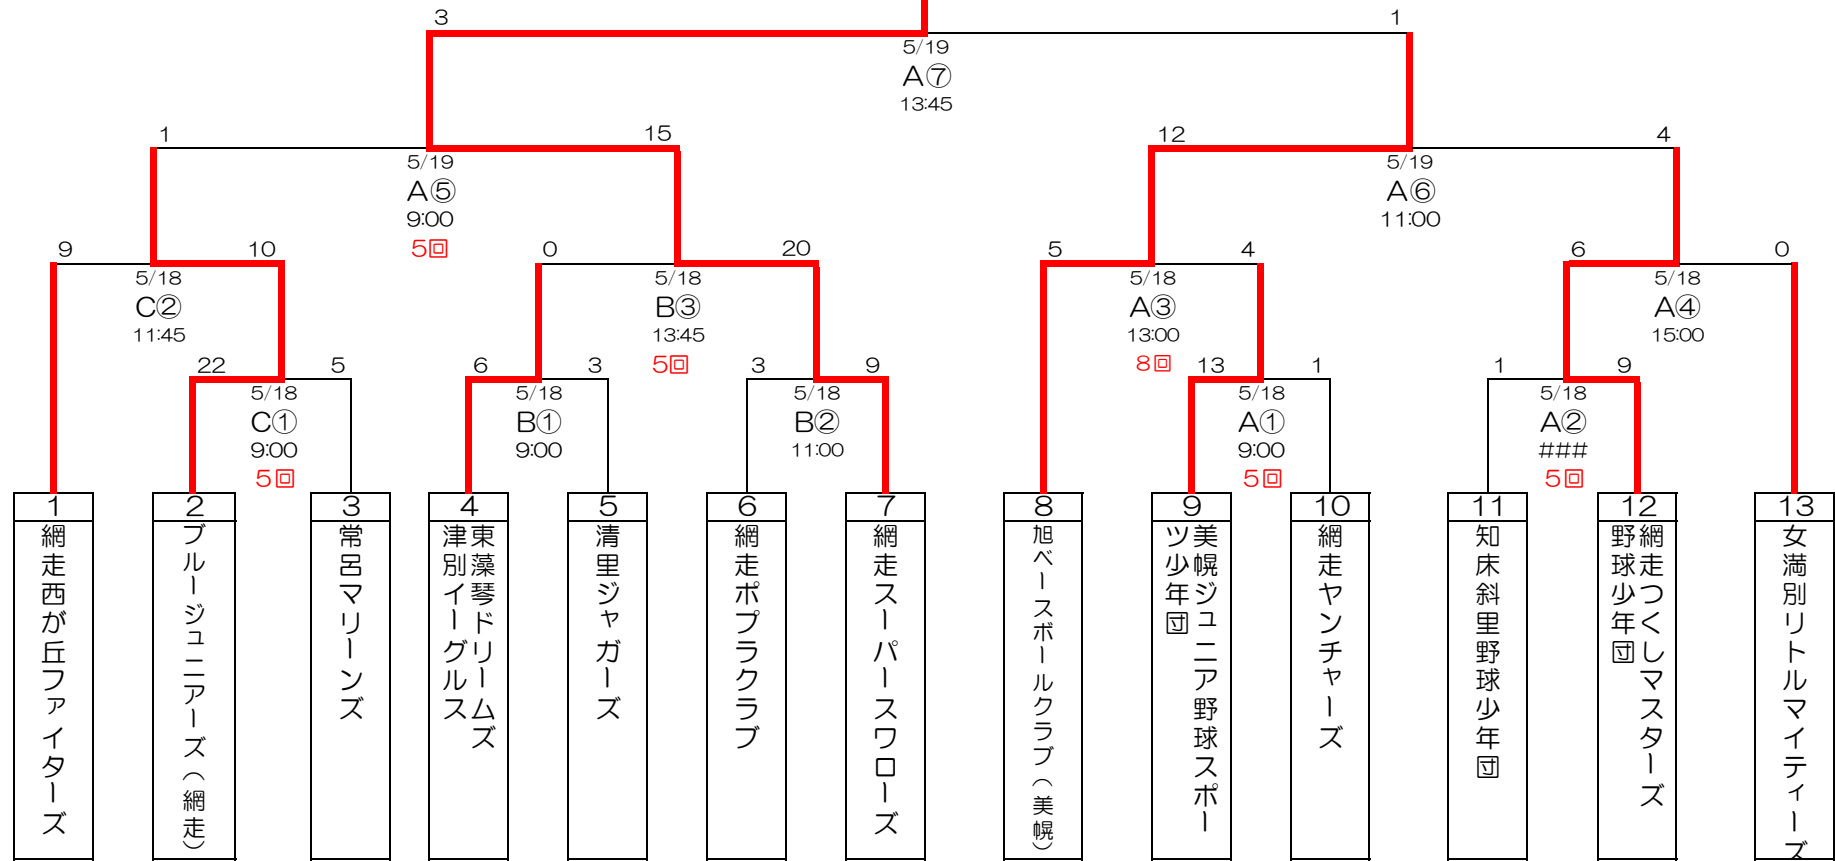 3 1
5/19
A⑦
13:45
1 15 12 4
5/19 5/19
A⑤ A⑥
9:00 11:00
5回
9 10 0 20 5 4 6 0
5/18 5/18 5/18 5/18
C② B③ A③ A④
11:45 13:45 13:00 15:00
5回 8回
22 5 6 3 3 9 13 1 1 9
5/18 5/18 5/18 5/18 5/18
C① B① B② A① A②
9:00 9:00 11:00 9:00 ###
5回 5回 5回
1
網走西が丘ファイターズ
2
ブルージュニアーズ（網走）
3
常呂マリーンズ
4
東藻琴ドリームズ
津別イーグルス
5
清里ジャガーズ
6
網走ポプラクラブ
7
網走スーパースワローズ
8
旭ベースボールクラブ（美幌）
9
美幌ジュニア野球スポー
ツ少年団
10
網走ヤンチャーズ
11
知床斜里野球少年団
12
網走つくしマスターズ
野球少年団
13
女満別リトルマイティーズ